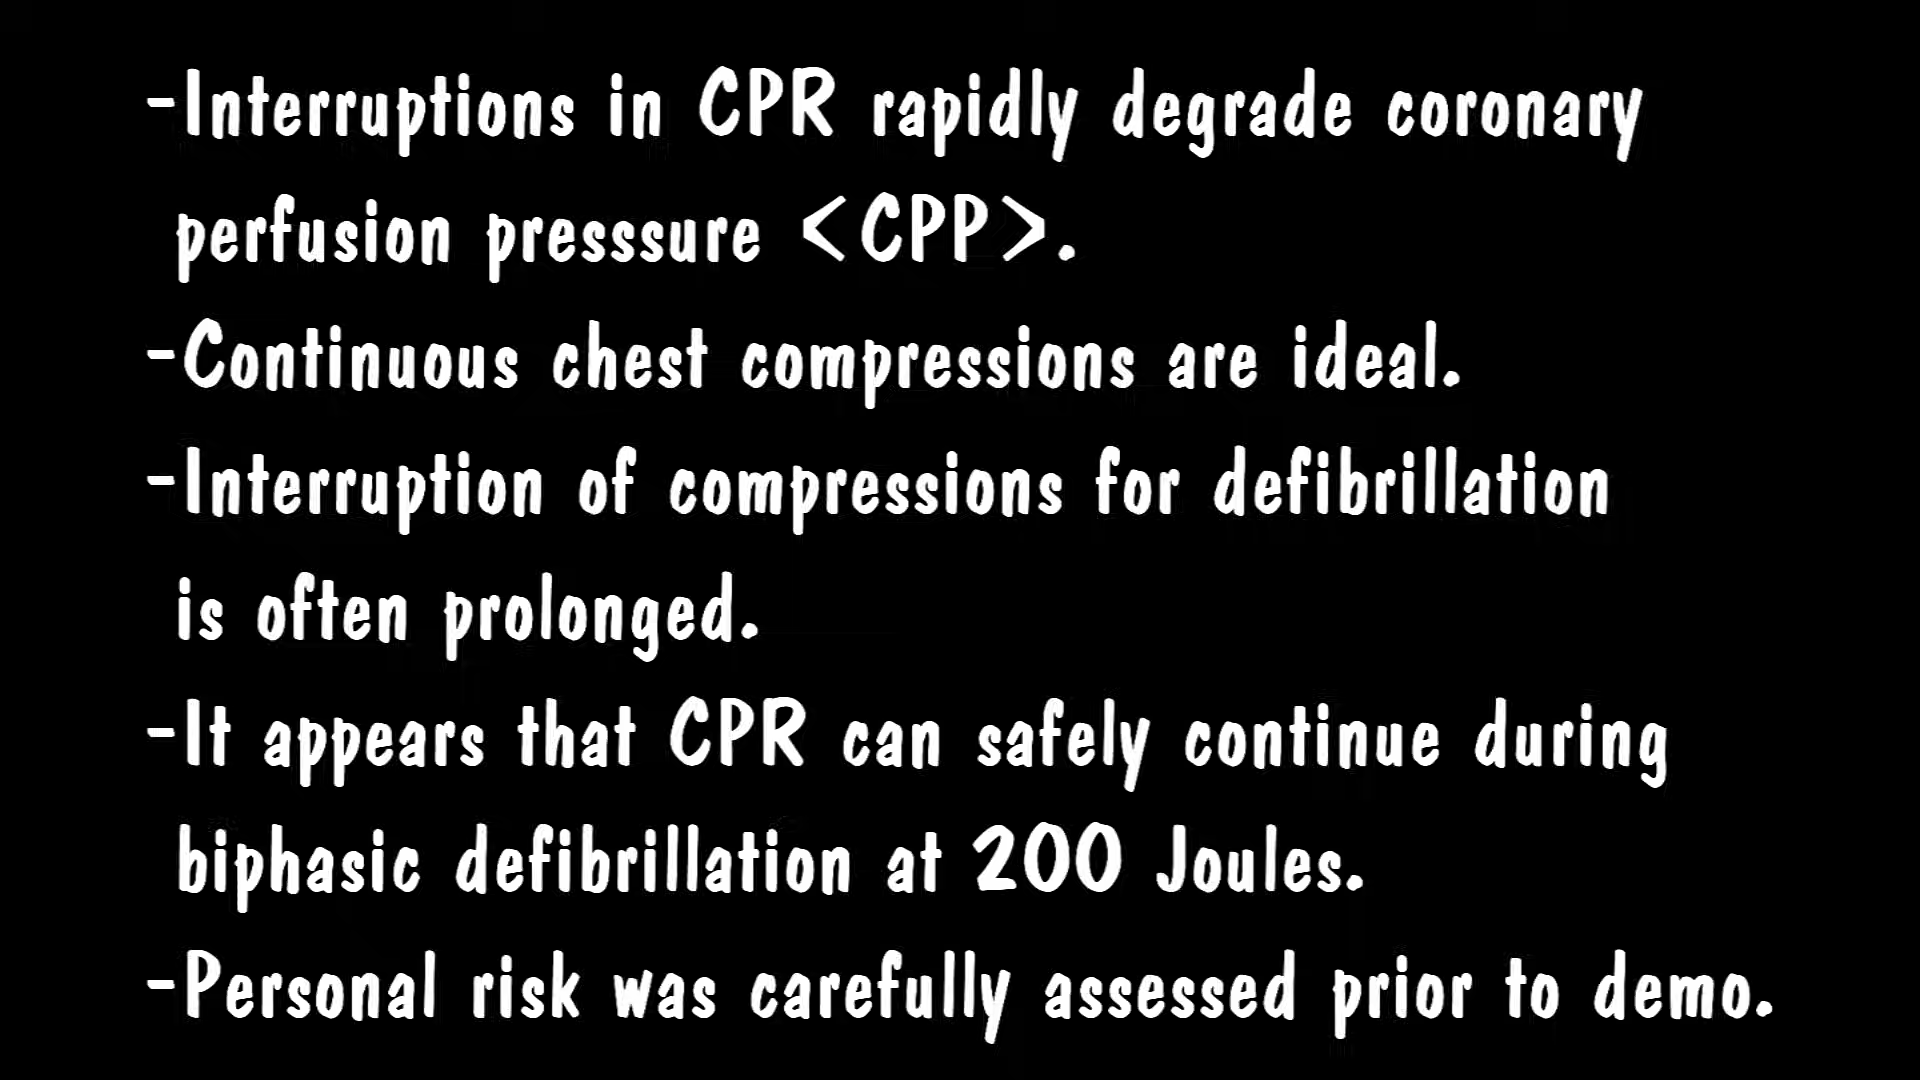 -Interruptions in CPR rapidly degrade coronary
perfusion presssure <CPP>.
-Continuous chest compressions are ideal.
-Interruption of compressions for defibrillation
is often prolonged.
-It appears that CPR can safely continue during
biphasic defibrillation at 200 Joules.
-Personal risk was carefully assessed prior to demo.